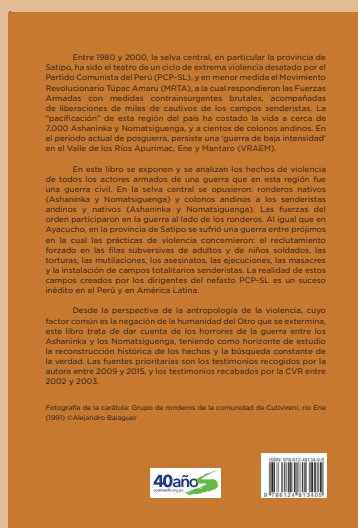 Entre 1980 y 2000, la selva central, en particular la provincia de
Satipo, ha sido el teatro de un ciclo de extrema violencia desatado por el
Partido Comunista del Perú (PCP-SL), y en menor medida el Movimiento
Revolucionario Túpac Amaru (MRTA), a la cual respondieron las Fuerzas
Armadas con medidas contrainsurgentes brutales, acompañadas
de liberaciones de miles de cautivos de los campos senderistas. La
"pacificación" de esta región del país ha costado la vida a cerca de
7,000 Ashaninka y Nomatsiguenga, y a cientos de colonos andinos. En
el periodo actual de posguerra, persiste una 'guerra de baja intensidad'
en el Valle de los Ríos Apurímac, Ene y Mantaro (VRAEM).
En este libro se exponen y se analizan los hechos de violencia
de todos los actores armados de una guerra que en esta región fue
una guerra civil. En la selva central se opusieron: ronderos nativos
(Ashaninka y Nomatsiguenga) y colonos andinos a los senderistas
andinos y nativos (Ashaninka y Nomatsiguenga). Las fuerzas del
orden participaron en la guerra al lado de los ronderos. Al igual que en
Ayacucho, en la provincia de Satipo se sufrió una guerra entre prójimos
en la cual las prácticas de violencia concernieron: el reclutamiento
forzado en las filas subversivas de adultos y de niños soldados, las
torturas, las mutilaciones, los asesinatos, las ejecuciones, las masacres
y la instalación de campos totalitarios senderistas. La realidad de estos
campos creados por los dirigentes del nefasto PCP-SL es un suceso
inédito en el Perú y en América Latina.
Desde la perspectiva de la antropología de la violencia, cuyo
factor común es la negación de la humanidad del Otro que se extermina,
este libro trata de dar cuenta de los horrores de la guerra entre los
Ashaninka y los Nomatsiguenga, teniendo como horizonte de estudio
la reconstrucción histórica de los hechos y la búsqueda constante de
la verdad. Las fuentes prioritarias son los testimonios recogidos por la
autora entre 2009 y 2015, y los testimonios recabados por la CVR entre
2002 y 2003.
Fotografía de la carátula: Grupo de ronderos de la comunidad de Cutivireni, río Ene
(1991) ©Alejandro Balaguer
40años
comisedh.org.pe
ISBN: 978-612-48134-0-5
9 786124 813405